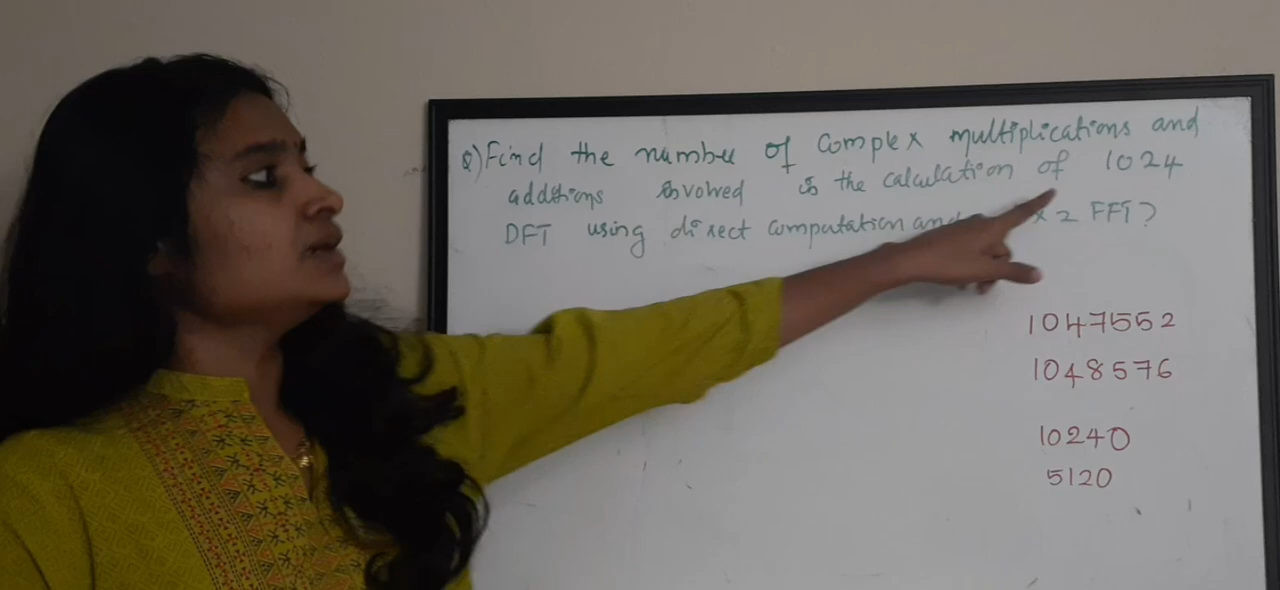 Q) Find the number of complex multiplications and
additions involved in the calculation of 1024
DFT using direct computation and x 2 FFT?
1047552
1048576
10240
5120